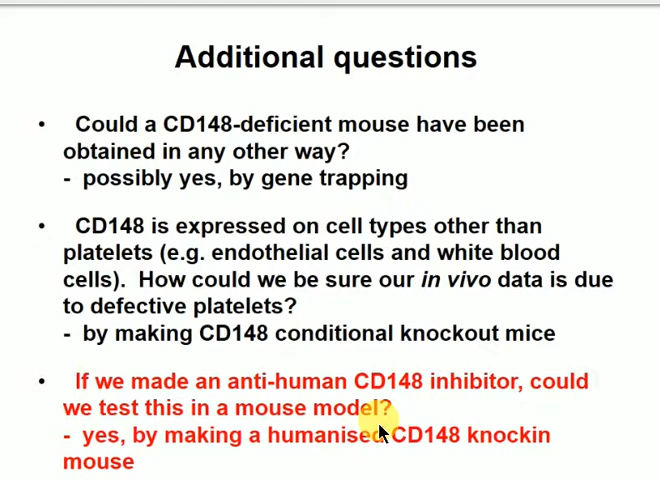 Additional questions
• Could a CD148-deficient mouse have been
obtained in any other way?
- possibly yes, by gene trapping
• CD148 is expressed on cell types other than
platelets (e.g. endothelial cells and white blood
cells). How could we be sure our in vivo data is due
to defective platelets?
- by making CD148 conditional knockout mice
• If we made an anti-human CD148 inhibitor, could
we test this in a mouse model?
- yes, by making a humanised CD148 knockin
mouse